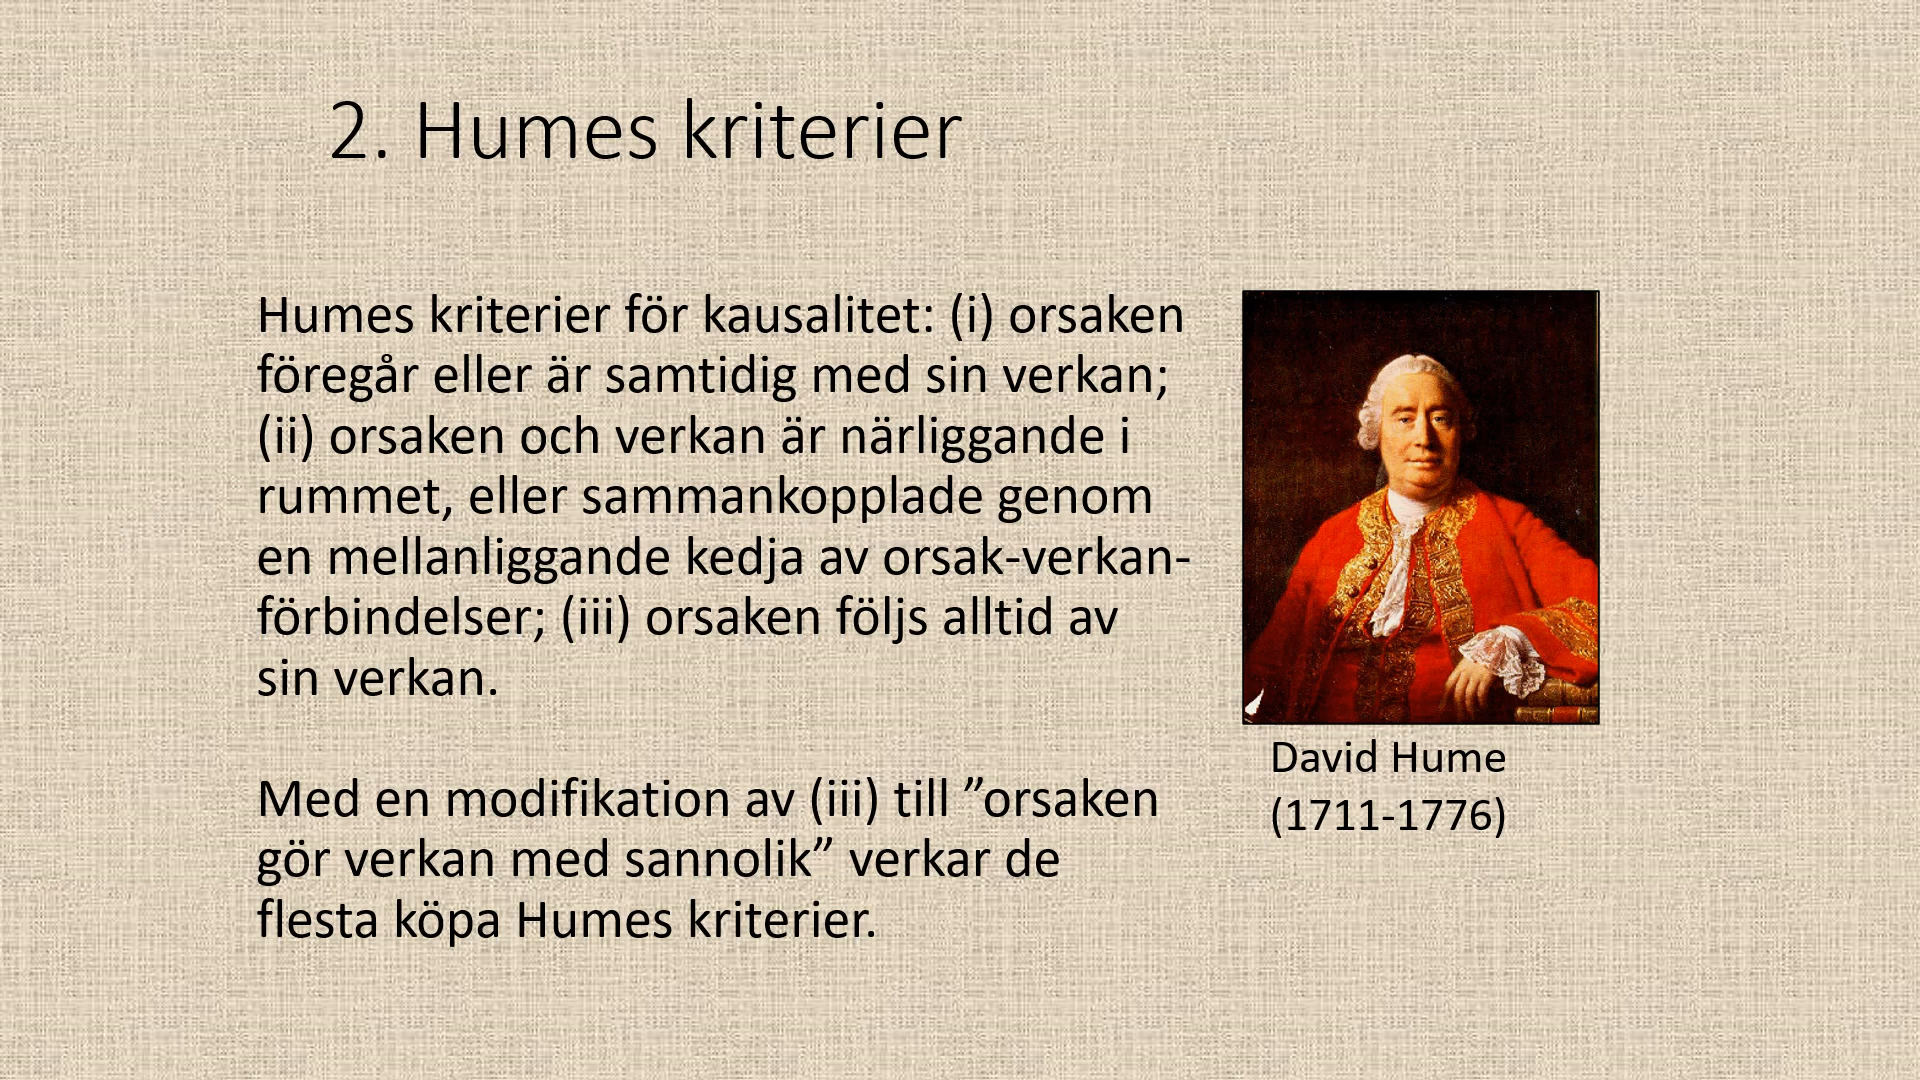 2. Humes kriterier
Humes kriterier för kausalitet: (i) orsaken
föregår eller är samtidig med sin verkan;
(ii) orsaken och verkan är närliggande i
rummet, eller sammankopplade genom
en mellanliggande kedja av orsak-verkan-
förbindelser; (iii) orsaken följs alltid av
sin verkan.
Med en modifikation av (iii) till ”orsaken
gör verkan med sannolik” verkar de
flesta köpa Humes kriterier.
David Hume
(1711-1776)